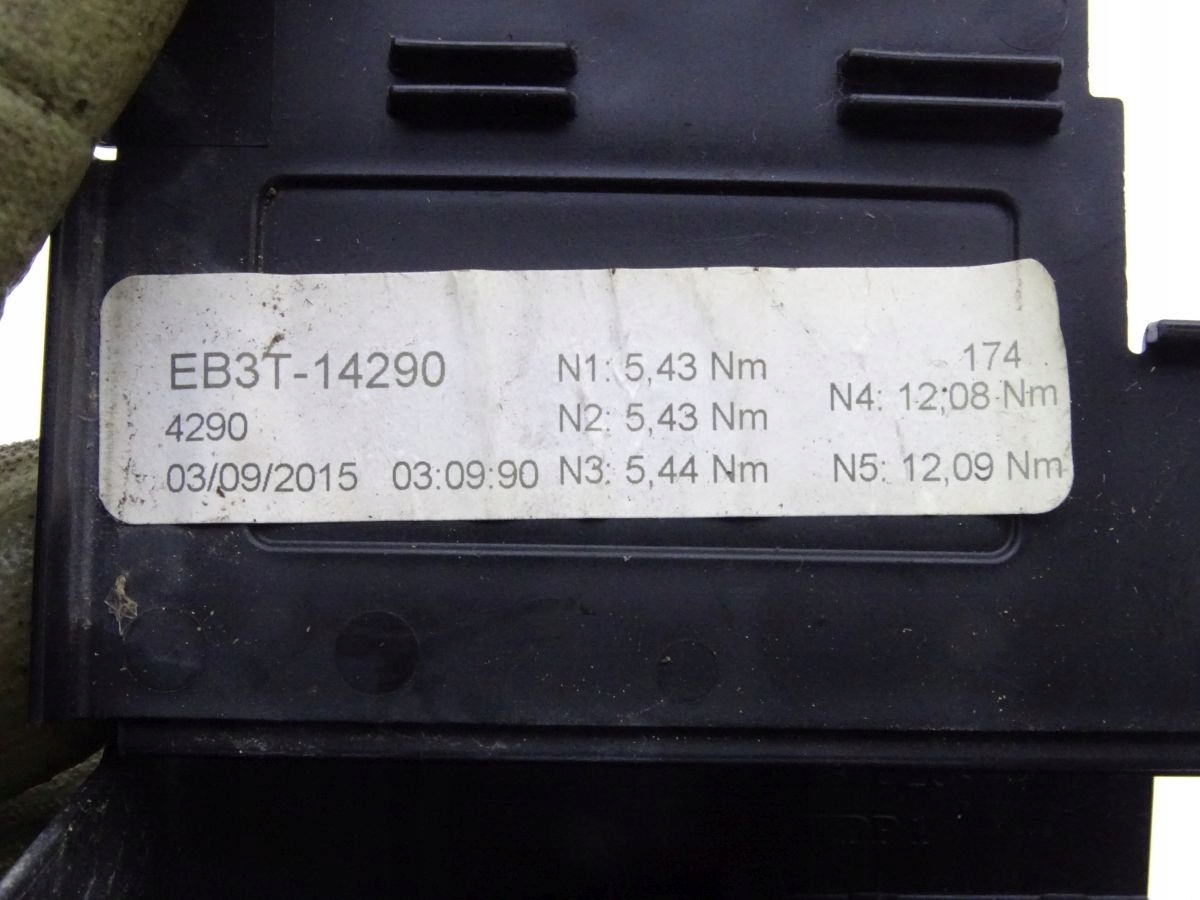 EB3T-14290
4290
03/09/2015 03:09:90
N1: 5,43 Nm
N2: 5,43 Nm
N3: 5,44 Nm
174
N4: 12,08 Nm
N5: 12,09 Nm